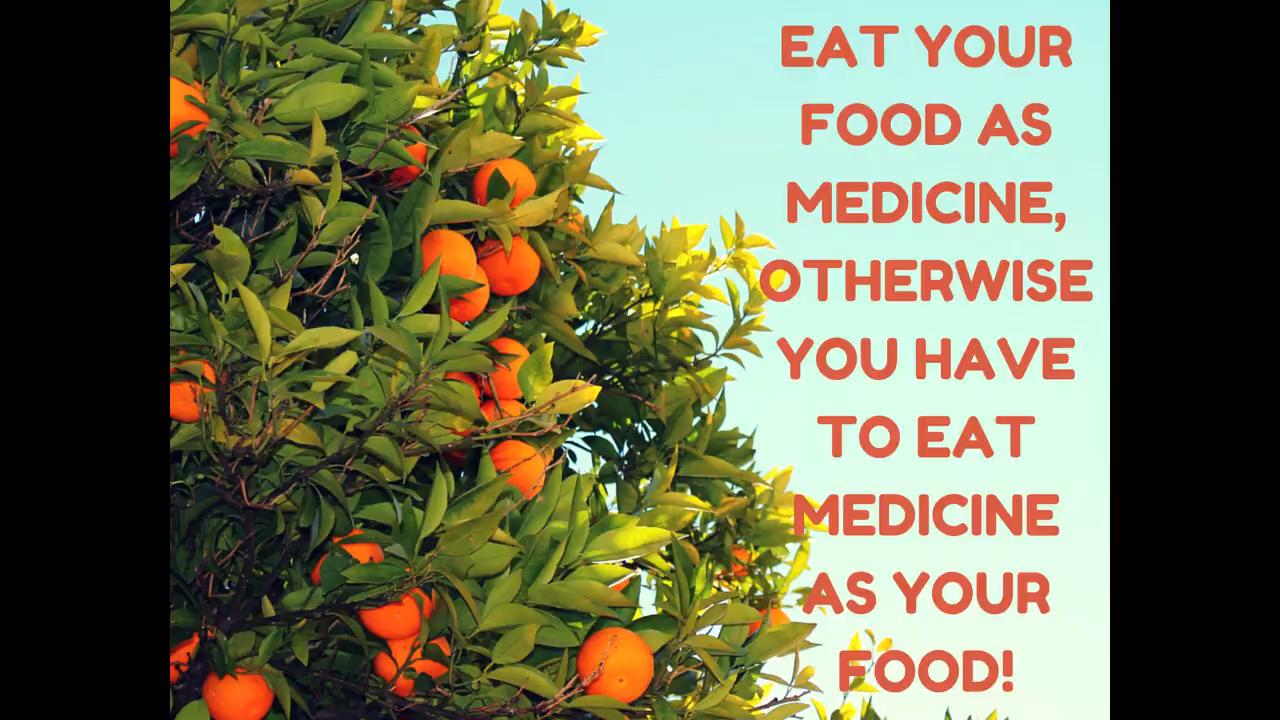 EAT YOUR
FOOD AS
MEDICINE,
OTHERWISE
YOU HAVE
TO EAT
MEDICINE
AS YOUR
FOOD!